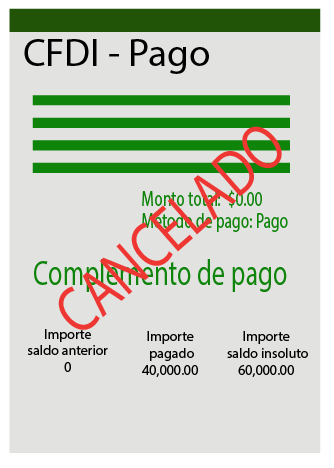 CFDI - Pago
Monto total: $0.00
Método de pago: Pago
CANCELADO
Complemento de pago
Importe
saldo anterior
0
Importe
pagado
40,000.00
Importe
saldo insoluto
60,000.00